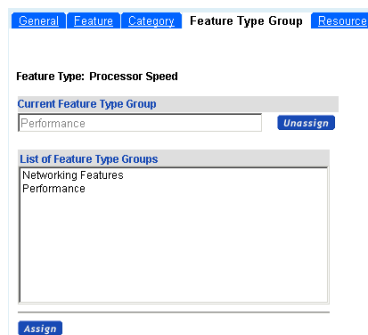 General Feature Category Feature Type Group Resource
Feature Type: Processor Speed
Current Feature Type Group
Performance Unassign
List of Feature Type Groups
Networking Features
Performance
Assign